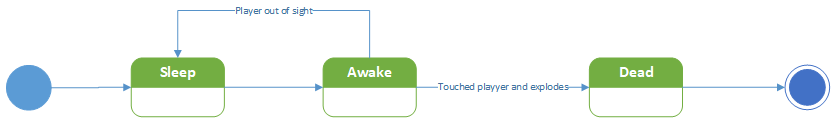 Player out of sight
Sleep
Awake
Touched playyer and explodes
Dead